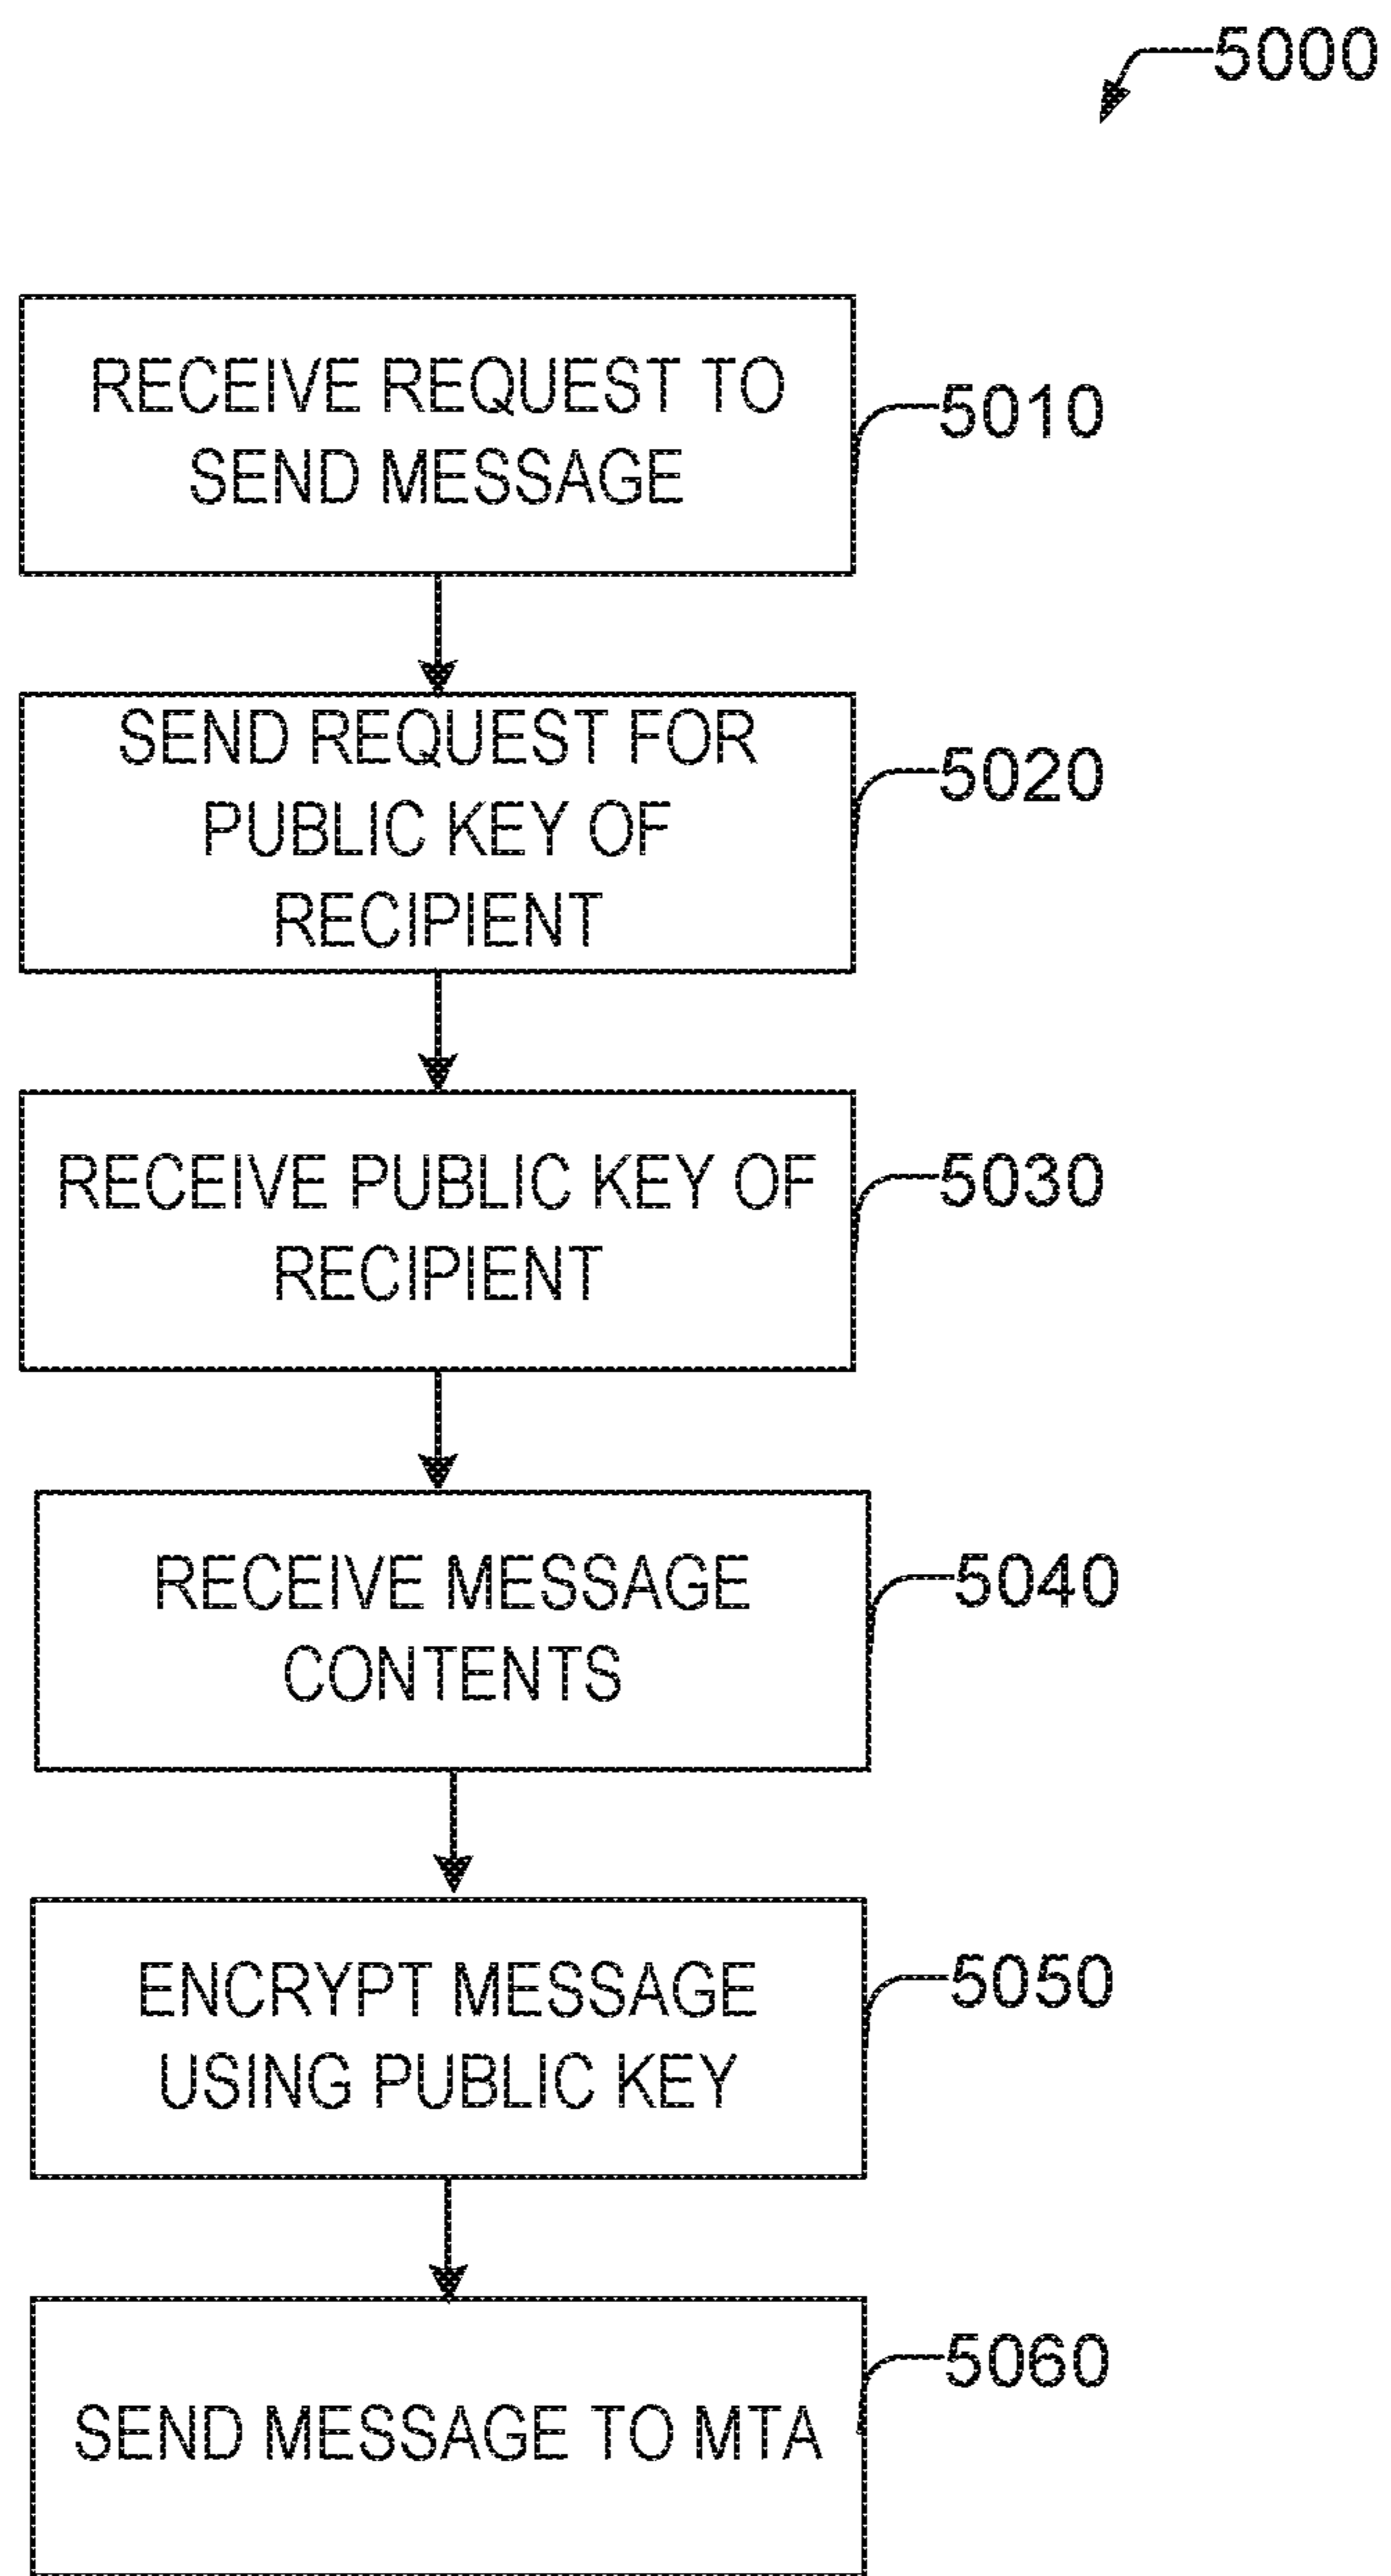 5000
RECEIVE REQUEST TO
SEND MESSAGE
5010
SEND REQUEST FOR
PUBLIC KEY OF
RECIPIENT
5020
RECEIVE PUBLIC KEY OF
RECIPIENT
5030
RECEIVE MESSAGE
CONTENTS
5040
ENCRYPT MESSAGE
USING PUBLIC KEY
5050
SEND MESSAGE TO MTA
5060